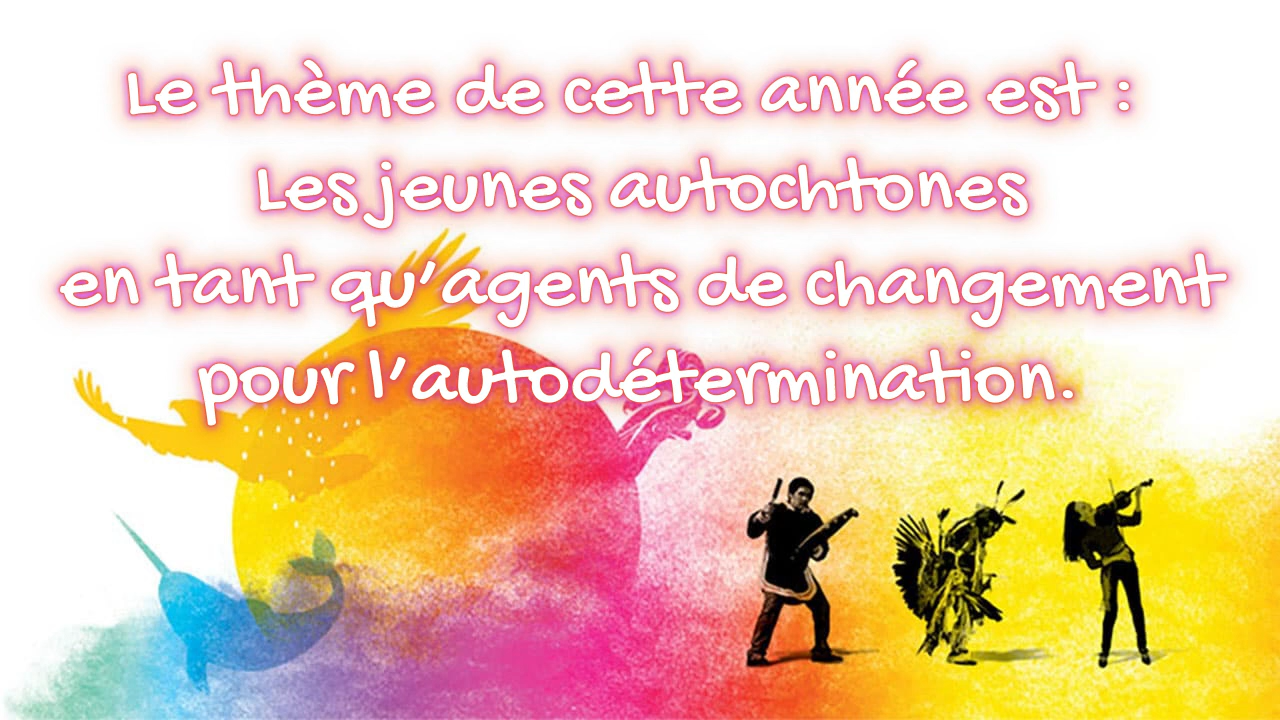 Le thème de cette année est :
Les jeunes autochtones
en tant qu'agents de changement
pour l'autodétermination.